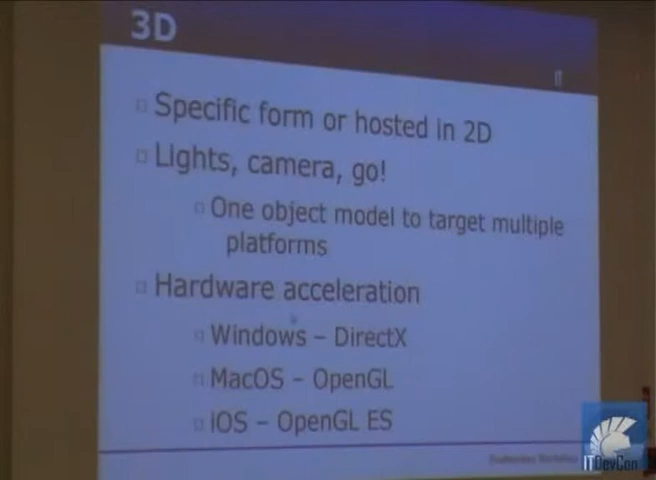 3D
Specific form or hosted in 2D
Lights, camera, go!
One object model to target multiple
platforms
Hardware acceleration
Windows – DirectX
MacOS – OpenGL
iOS – OpenGL ES
ITDevCon